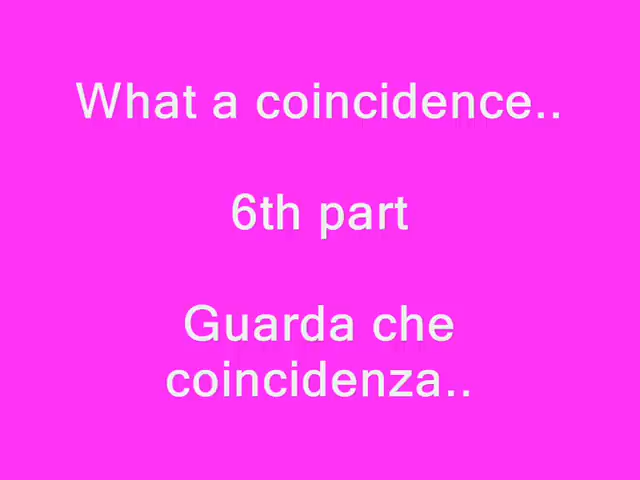 What a coincidence..
6th part
Guarda che
coincidenza..